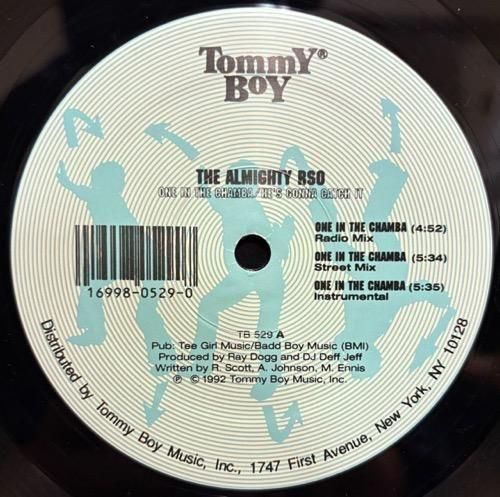 Tommy®
Boy
THE ALMIGHTY RSO
ONE IN THE CHAMBA/HE'S GONNA CATCH IT
ONE IN THE CHAMBA (4:52)
Radio Mix
ONE IN THE CHAMBA (5:34)
Street Mix
ONE IN THE CHAMBA (5:35)
Instrumental
16998-0529-0
TB 529 A
Pub: Tee Girl Music/Badd Boy Music (BMI)
Produced by Ray Dogg and DJ Deff Jeff
Written by R. Scott, A. Johnson, M. Ennis
℗ © 1992 Tommy Boy Music, Inc.
Distributed by Tommy Boy Music, Inc., 1747 First Avenue, New York, NY 10128